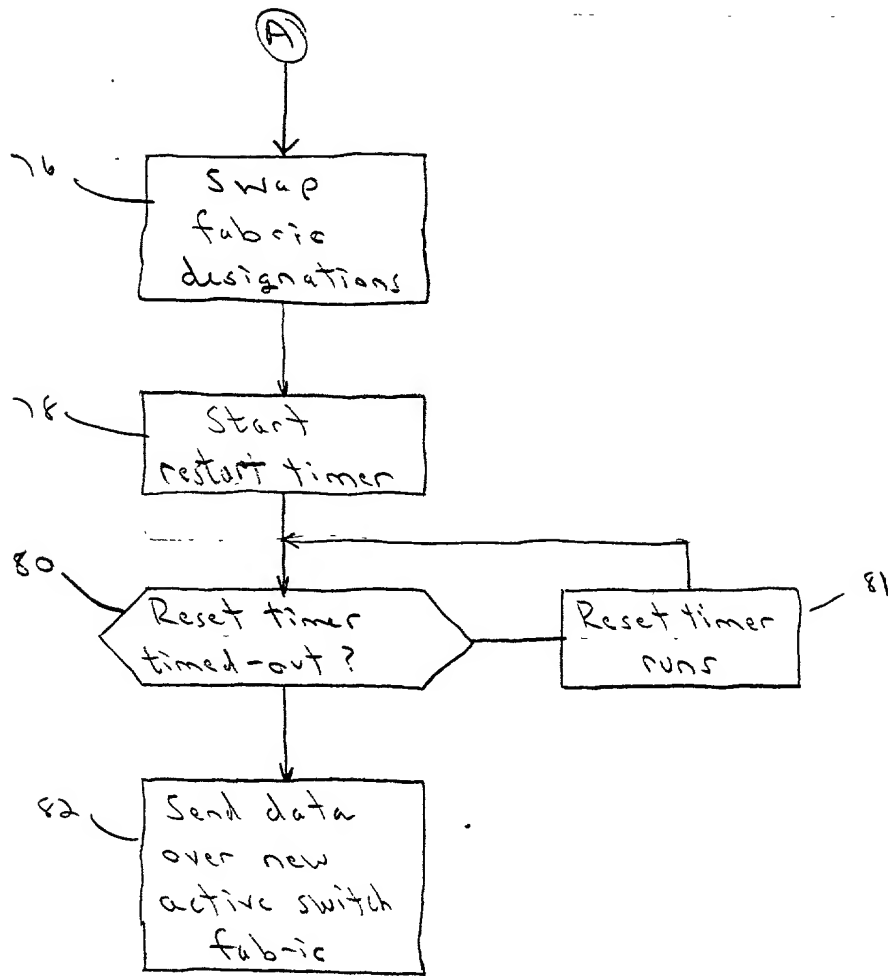 A
76
Swap
fabric
designations
78
Start
restart timer
80
Reset timer
timed-out?
Reset timer
runs
81
82
Send data
over new
active switch
fabric